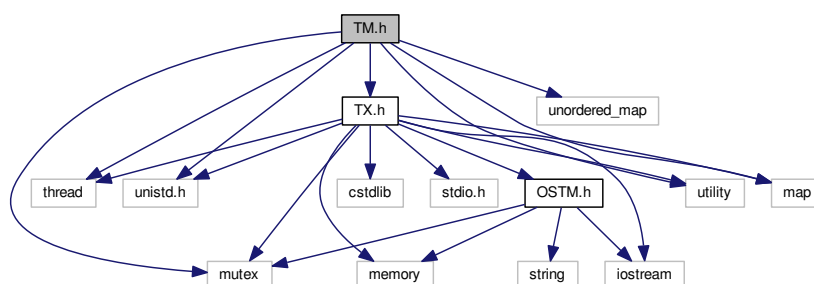 TM.h
TX.h
unordered_map
thread
unistd.h
cstdlib
stdio.h
OSTM.h
utility
map
mutex
memory
string
iostream